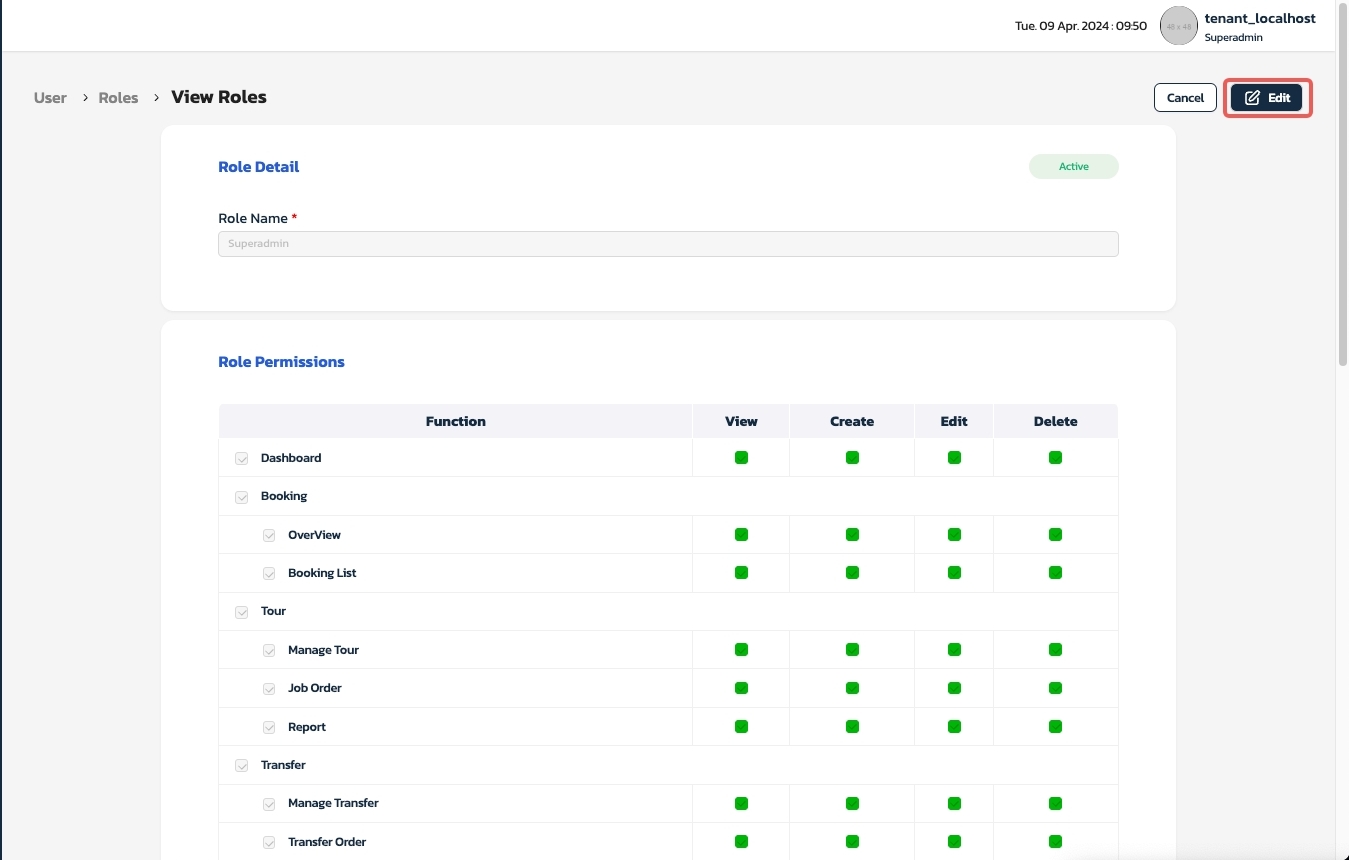 Tue. 09 Apr. 2024 : 09:50
48 x 48
tenant_localhost
Superadmin
User > Roles > View Roles
Cancel
Edit
Role Detail
Active
Role Name *
Superadmin
Role Permissions
Function View Create Edit Delete
Dashboard
Booking
OverView
Booking List
Tour
Manage Tour
Job Order
Report
Transfer
Manage Transfer
Transfer Order